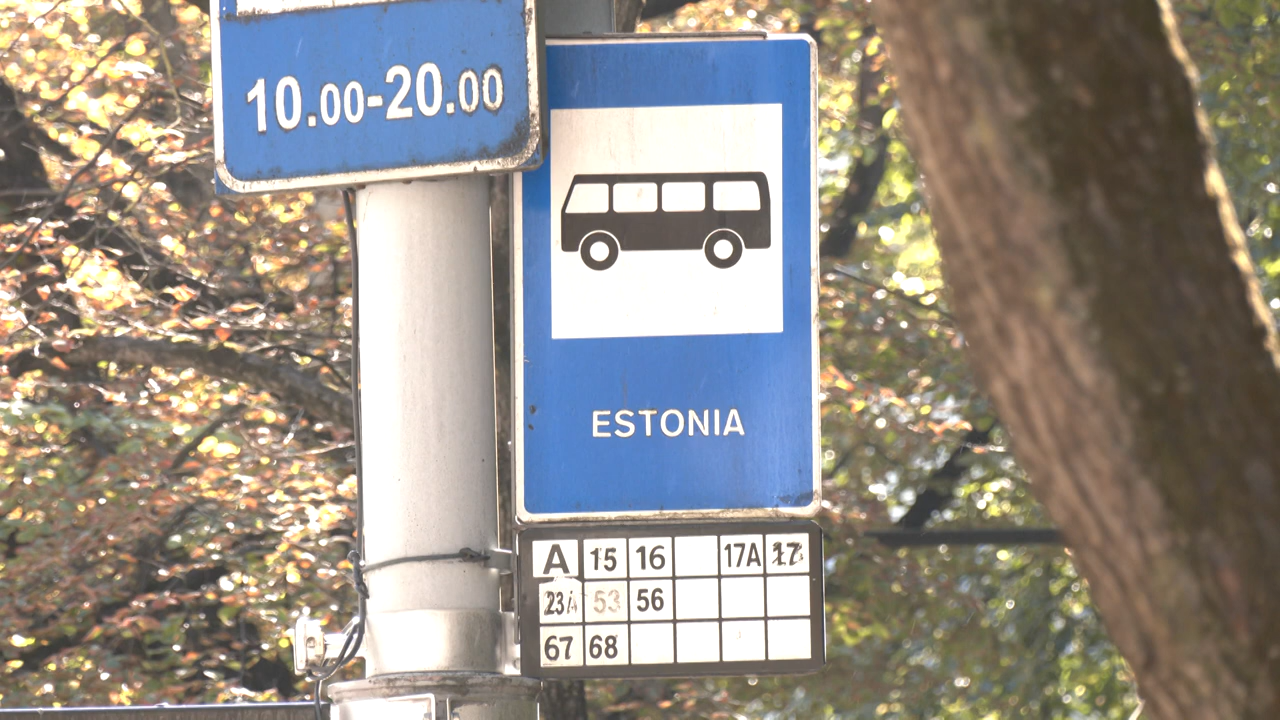 10.00-20.00
ESTONIA
A 15 16 17A 17
23A 53 56
67 68